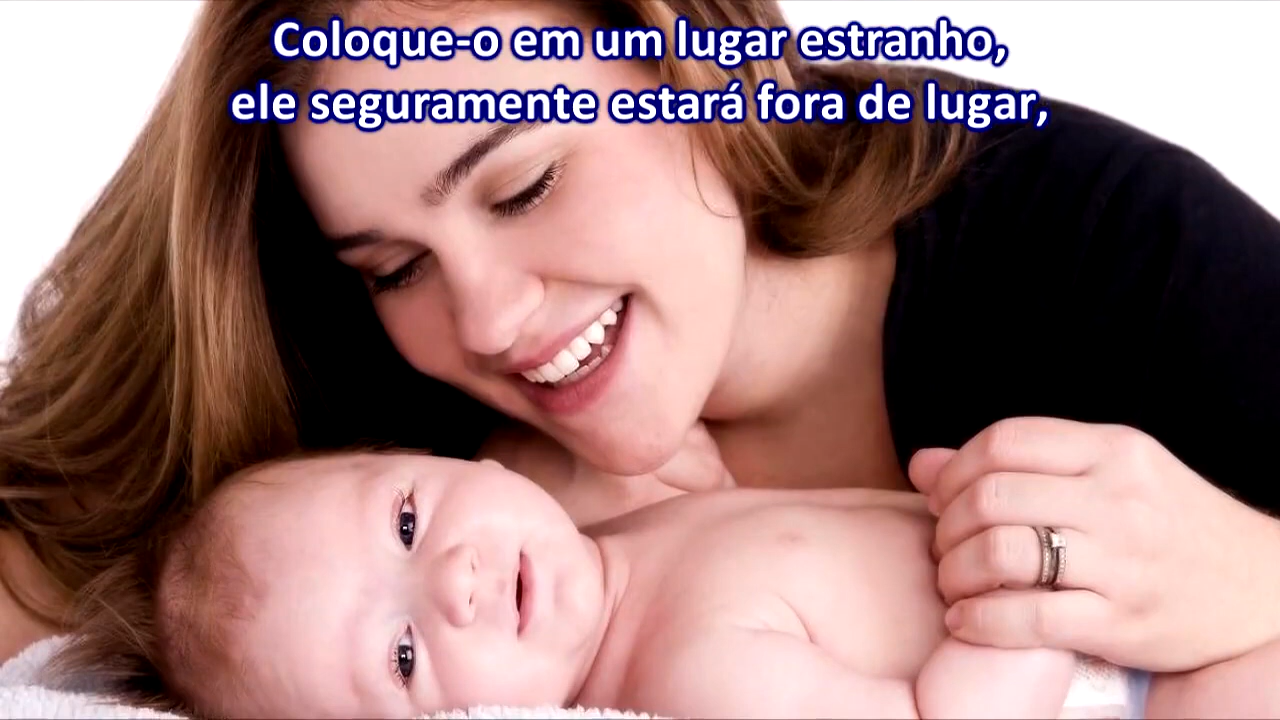 Coloque-o em um lugar estranho,
ele seguramente estará fora de lugar,